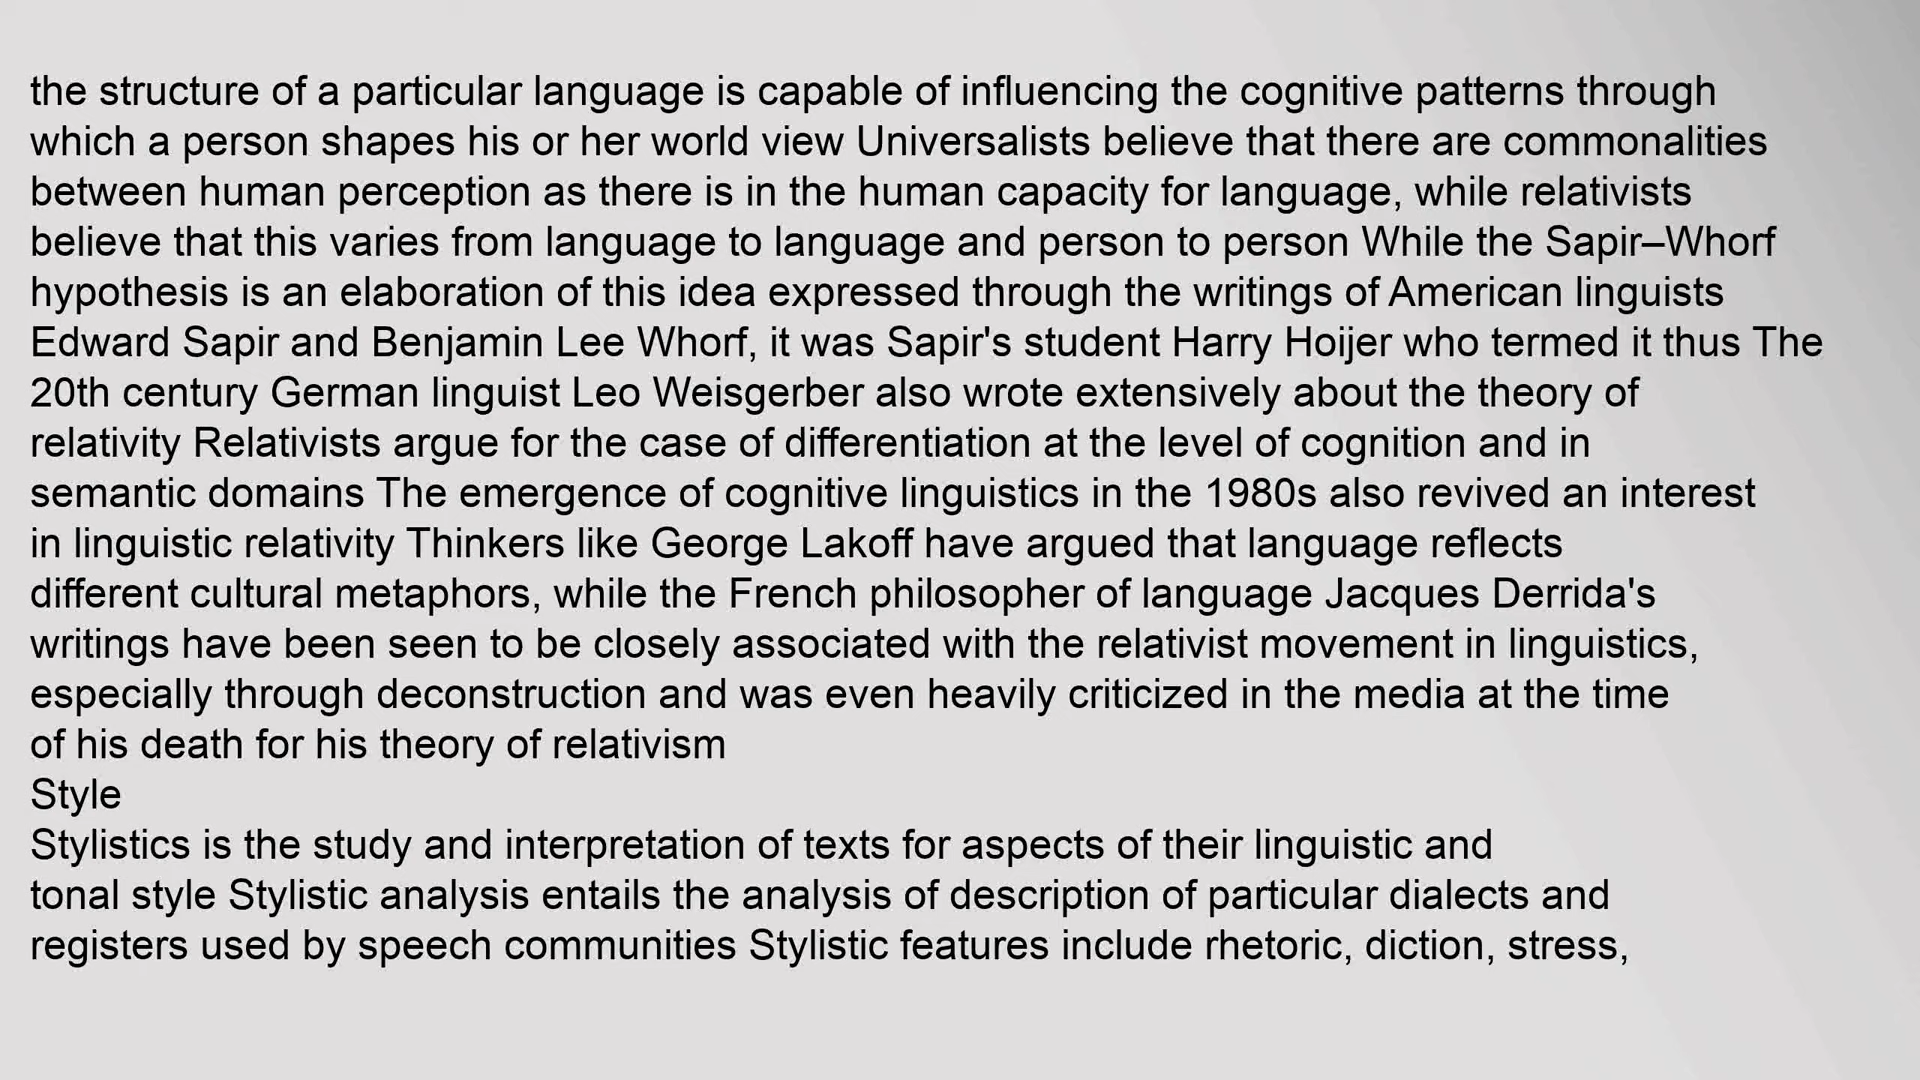 the structure of a particular language is capable of influencing the cognitive patterns through
which a person shapes his or her world view Universalists believe that there are commonalities
between human perception as there is in the human capacity for language, while relativists
believe that this varies from language to language and person to person While the Sapir–Whorf
hypothesis is an elaboration of this idea expressed through the writings of American linguists
Edward Sapir and Benjamin Lee Whorf, it was Sapir's student Harry Hoijer who termed it thus The
20th century German linguist Leo Weisgerber also wrote extensively about the theory of
relativity Relativists argue for the case of differentiation at the level of cognition and in
semantic domains The emergence of cognitive linguistics in the 1980s also revived an interest
in linguistic relativity Thinkers like George Lakoff have argued that language reflects
different cultural metaphors, while the French philosopher of language Jacques Derrida's
writings have been seen to be closely associated with the relativist movement in linguistics,
especially through deconstruction and was even heavily criticized in the media at the time
of his death for his theory of relativism
Style
Stylistics is the study and interpretation of texts for aspects of their linguistic and
tonal style Stylistic analysis entails the analysis of description of particular dialects and
registers used by speech communities Stylistic features include rhetoric, diction, stress,